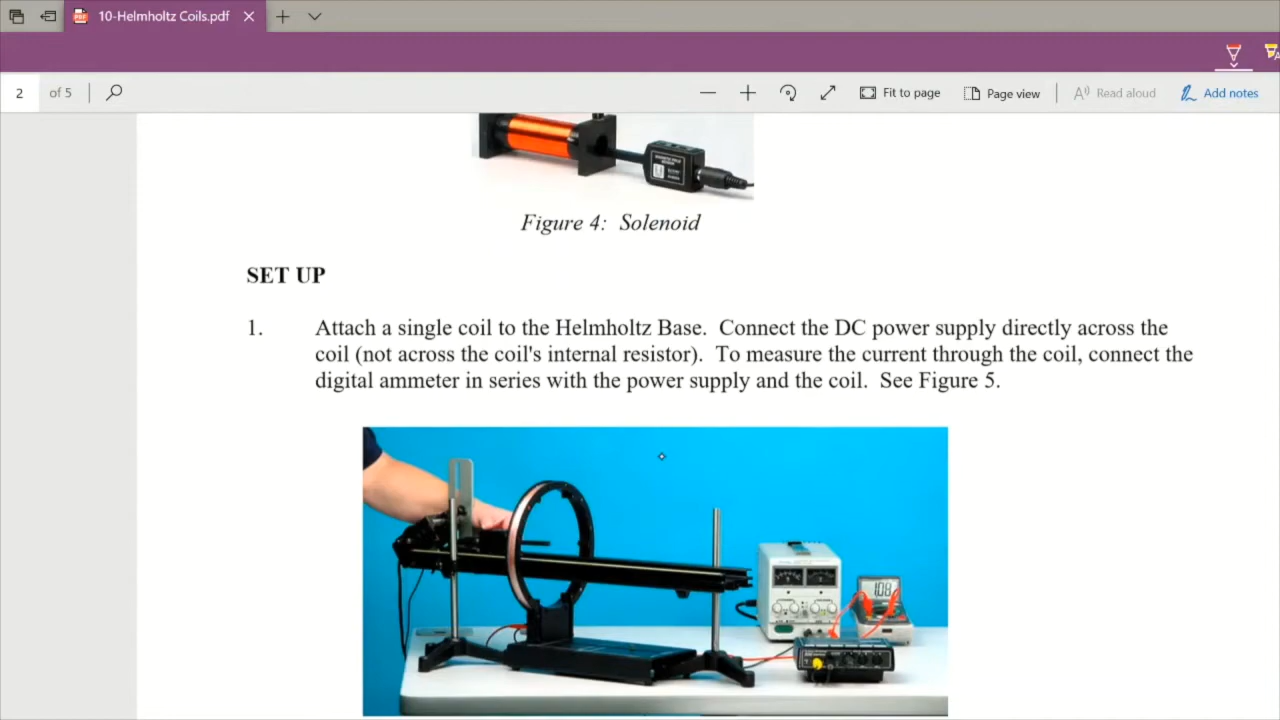 10-Helmholtz Coils.pdf
2 of 5
Fit to page
Page view
Read aloud
Add notes
Figure 4: Solenoid
SET UP
1. Attach a single coil to the Helmholtz Base. Connect the DC power supply directly across the
coil (not across the coil's internal resistor). To measure the current through the coil, connect the
digital ammeter in series with the power supply and the coil. See Figure 5.
1.08